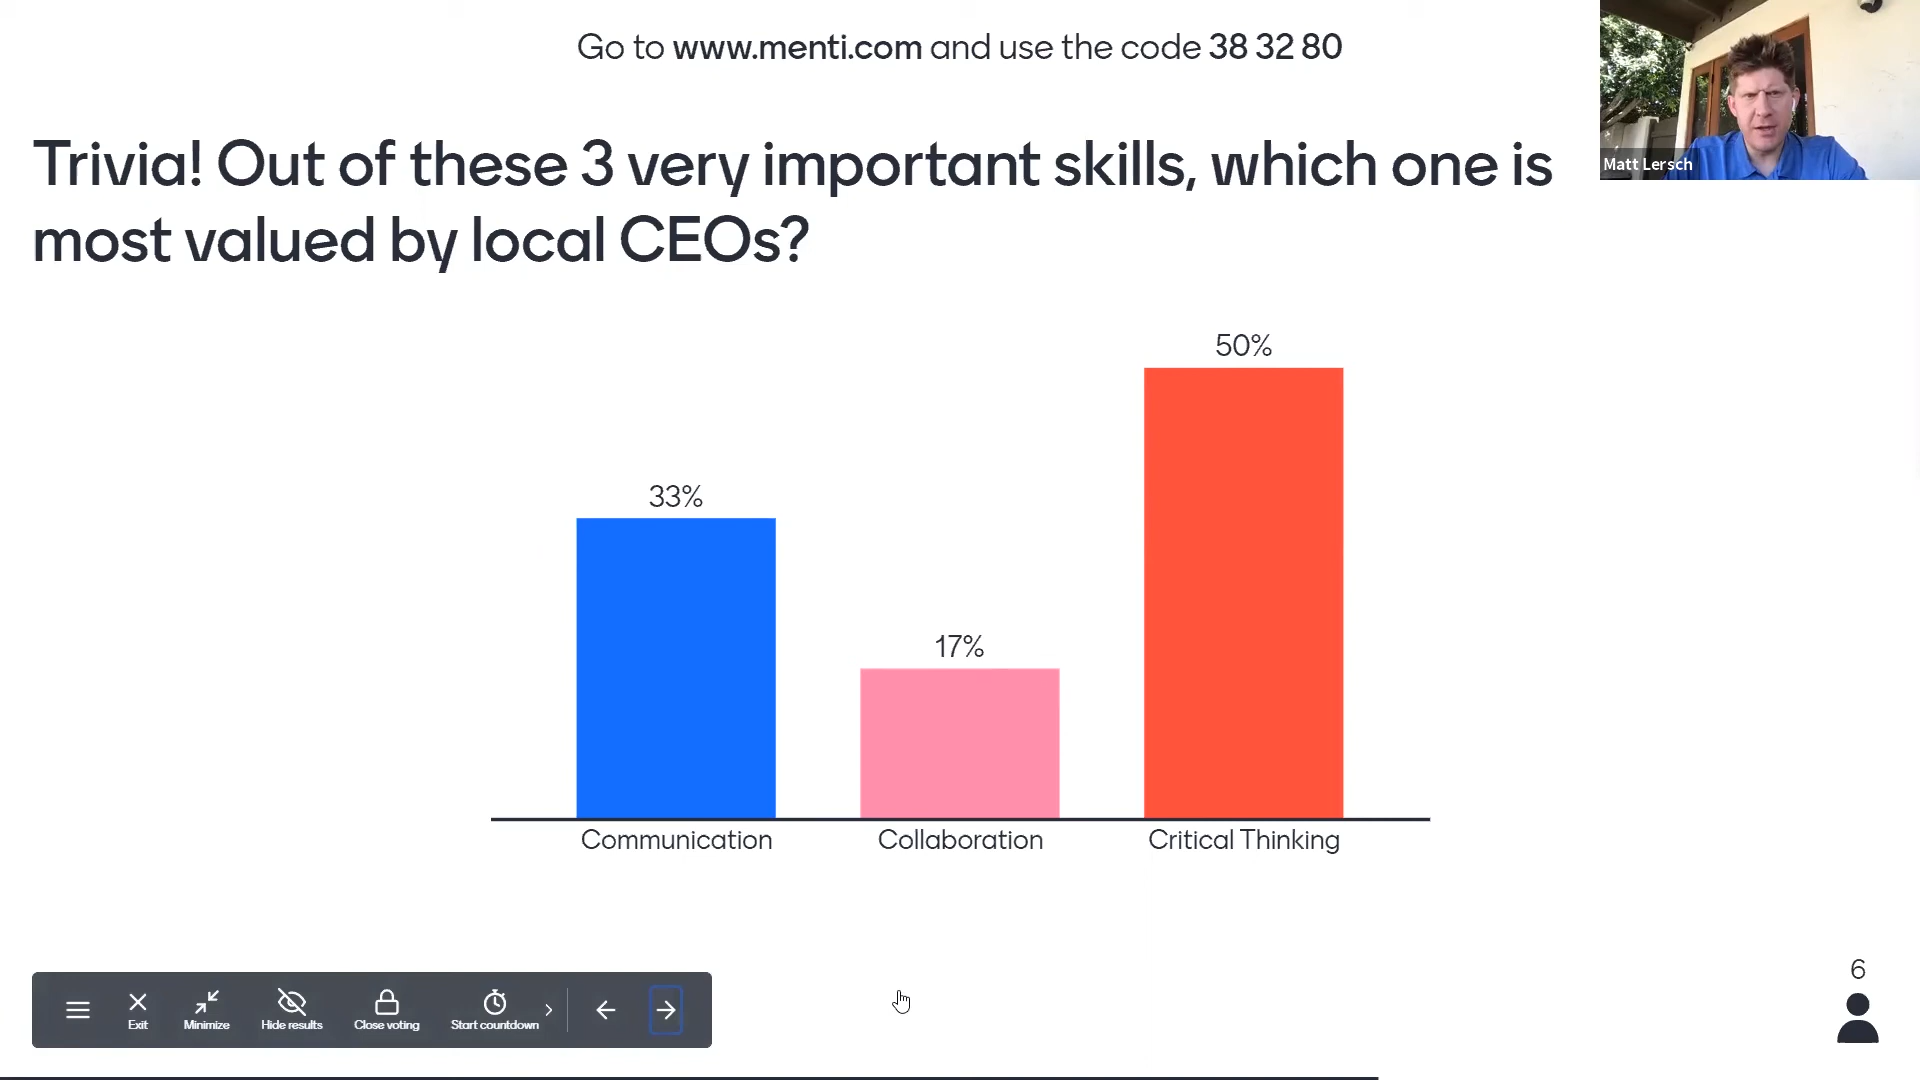 Go to www.menti.com and use the code 38 32 80
Matt Lersch
Trivia! Out of these 3 very important skills, which one is
most valued by local CEOs?
50%
33%
17%
Communication
Collaboration
Critical Thinking
6
Exit
Minimize
Hide results
Close voting
Start countdown